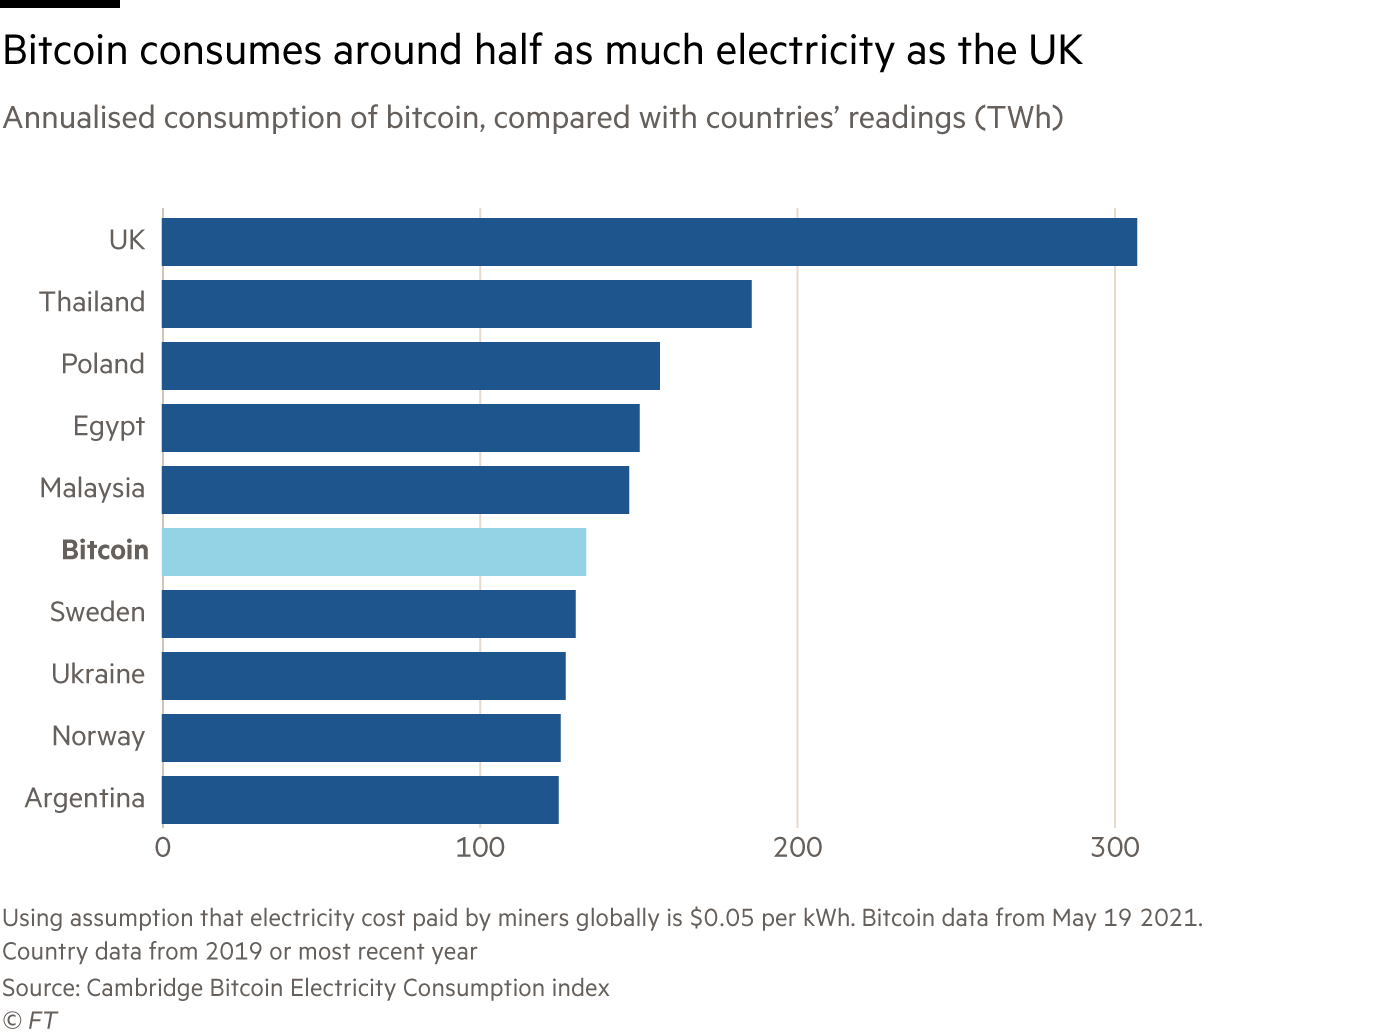 Bitcoin consumes around half as much electricity as the UK
Annualised consumption of bitcoin, compared with countries’ readings (TWh)
UK
Thailand
Poland
Egypt
Malaysia
Bitcoin
Sweden
Ukraine
Norway
Argentina
0 100 200 300
Using assumption that electricity cost paid by miners globally is $0.05 per kWh. Bitcoin data from May 19 2021.
Country data from 2019 or most recent year
Source: Cambridge Bitcoin Electricity Consumption index
© FT